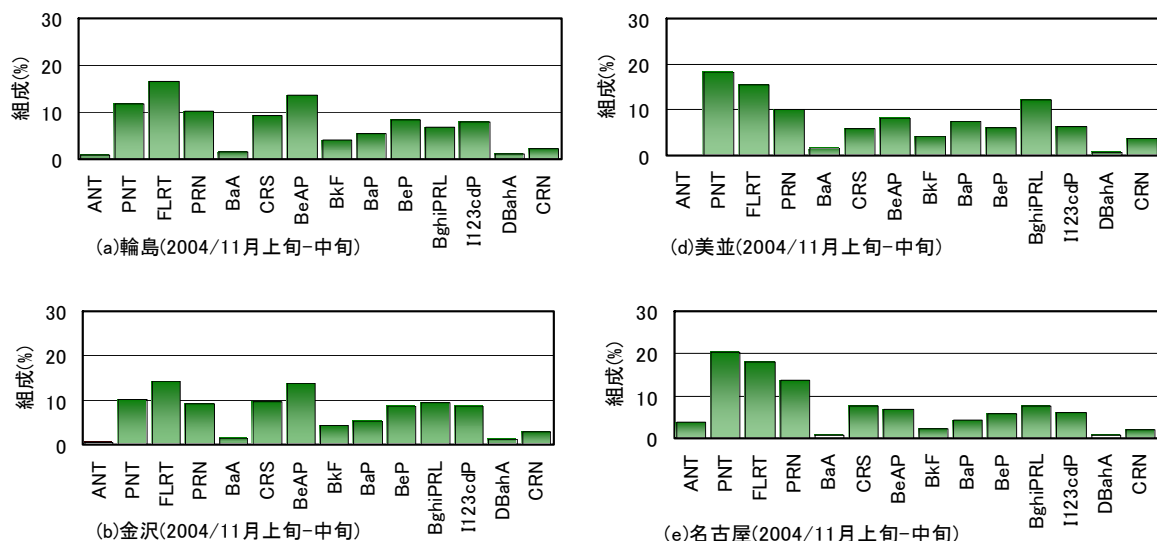 30
20
10
0
組成(%)
ANT
PNT
FLRT
PRN
BaA
CRS
BeAP
BkF
BaP
BeP
BghiPRL
I123cdP
DBahA
CRN
(a)輪島(2004/11月上旬-中旬)
30
20
10
0
組成(%)
ANT
PNT
FLRT
PRN
BaA
CRS
BeAP
BkF
BaP
BeP
BghiPRL
I123cdP
DBahA
CRN
(d)美並(2004/11月上旬-中旬)
30
20
10
0
組成(%)
ANT
PNT
FLRT
PRN
BaA
CRS
BeAP
BkF
BaP
BeP
BghiPRL
I123cdP
DBahA
CRN
(b)金沢(2004/11月上旬-中旬)
30
20
10
0
組成(%)
ANT
PNT
FLRT
PRN
BaA
CRS
BeAP
BkF
BaP
BeP
BghiPRL
I123cdP
DBahA
CRN
(e)名古屋(2004/11月上旬-中旬)